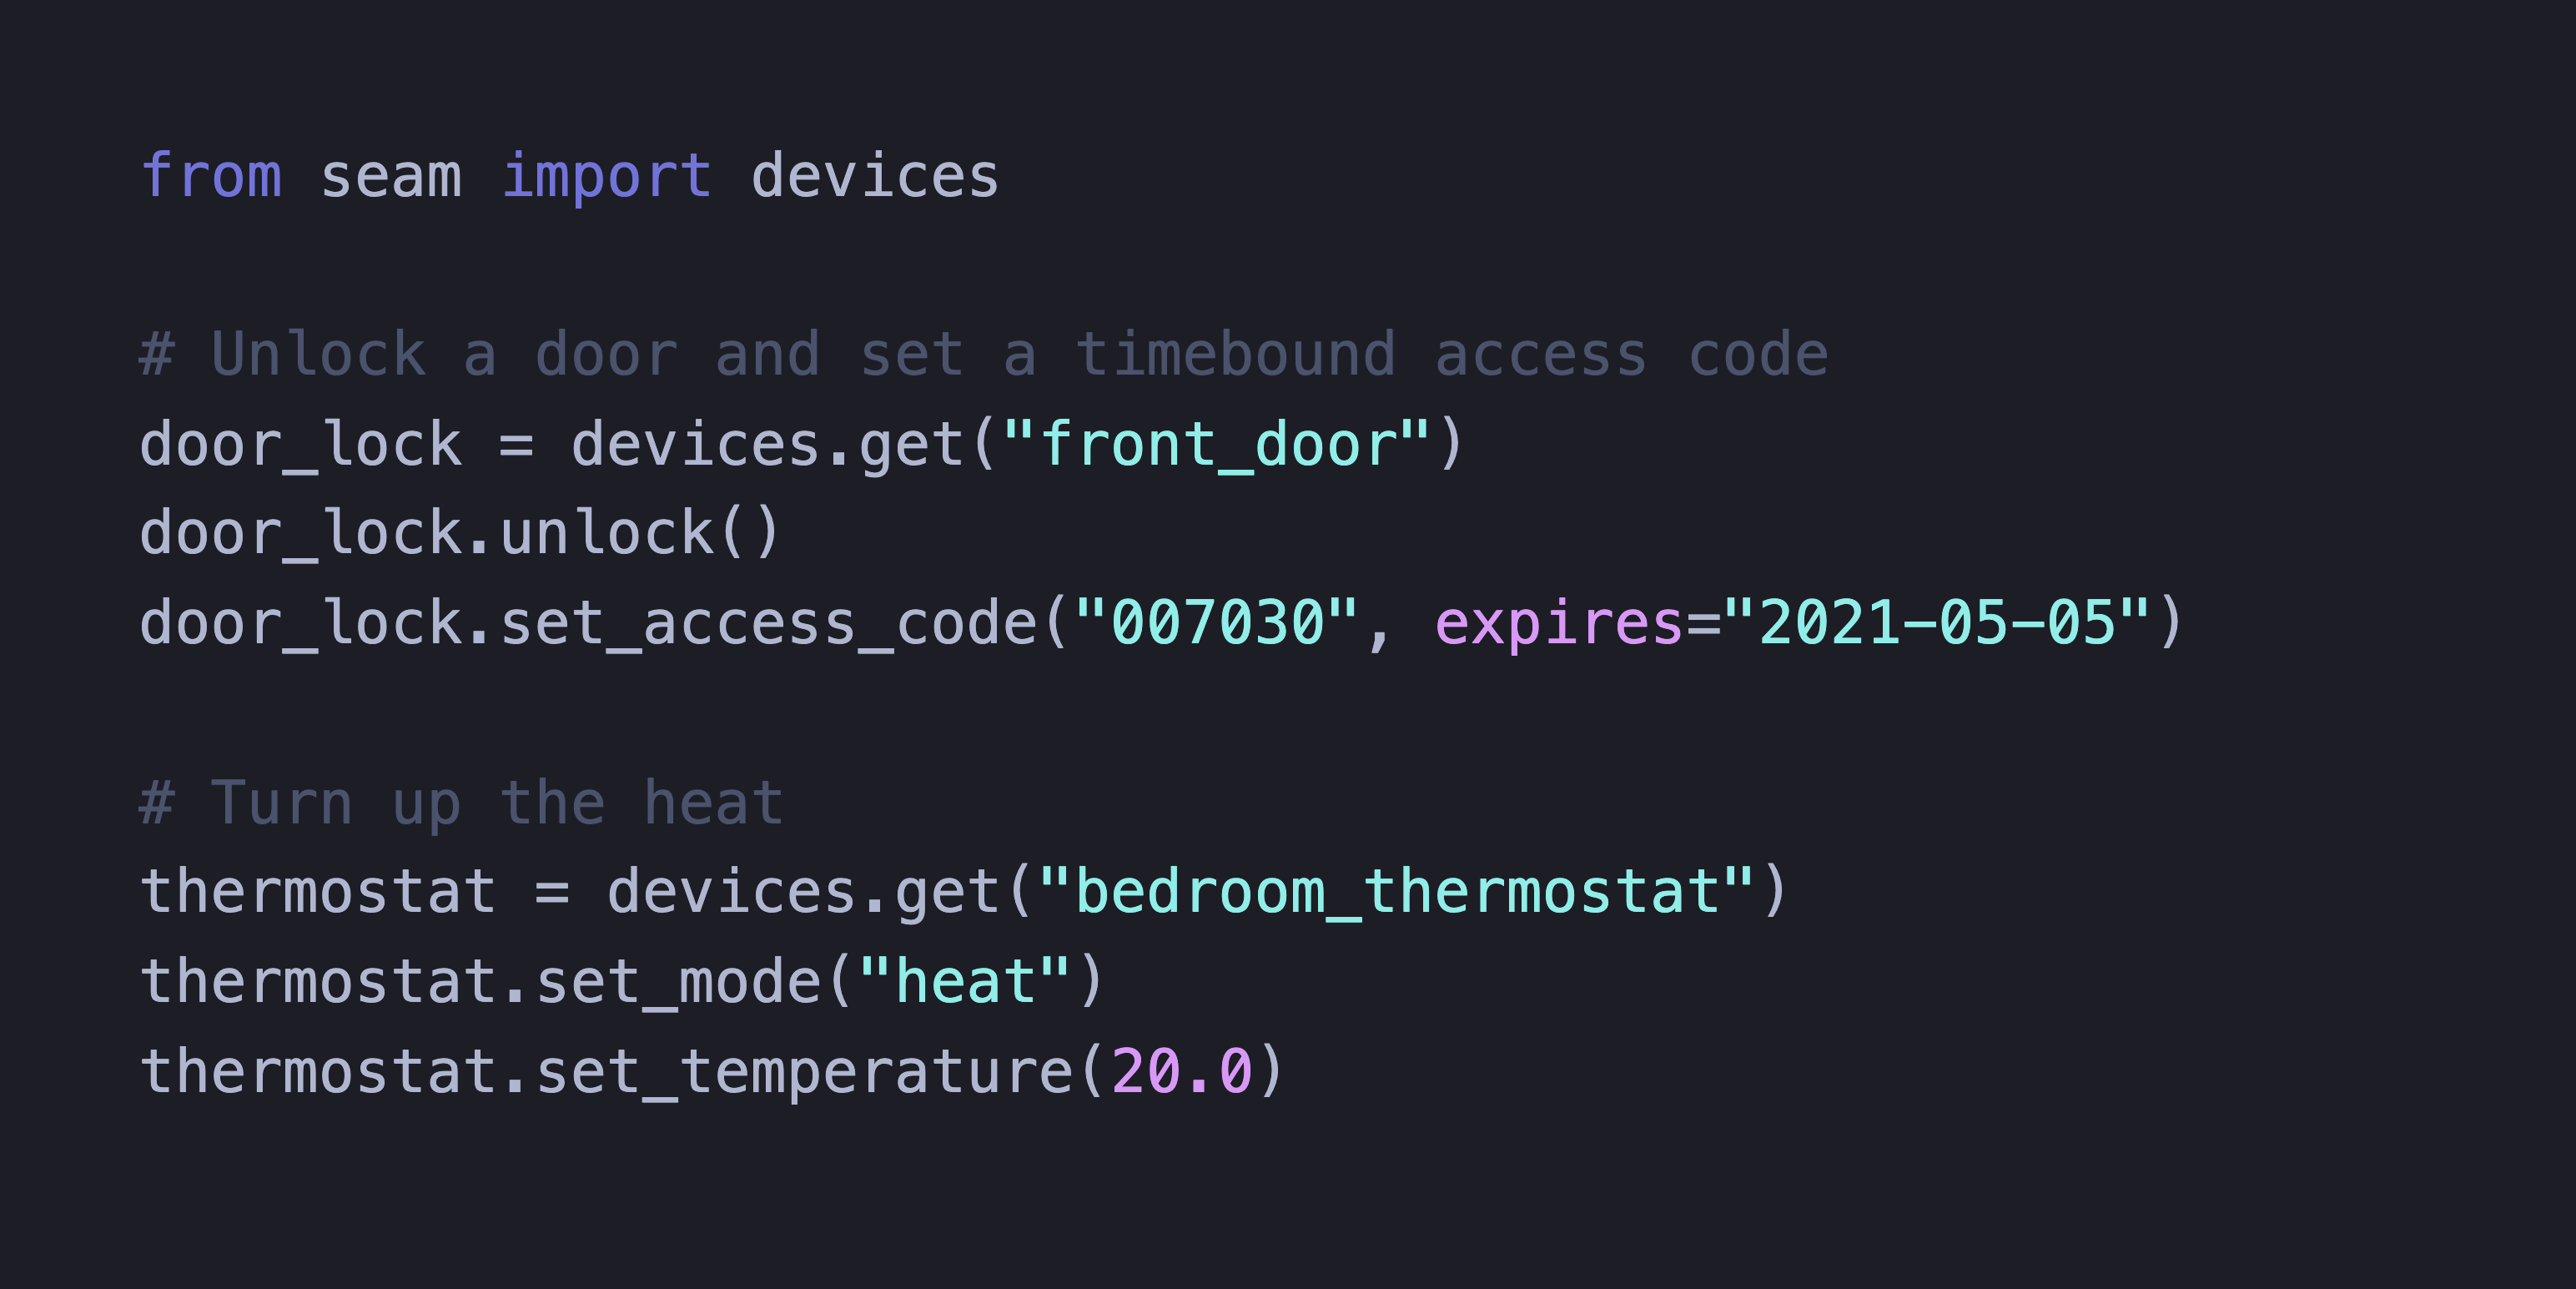 from seam import devices
# Unlock a door and set a timebound access code
door_lock = devices.get("front_door")
door_lock.unlock()
door_lock.set_access_code("007030", expires="2021-05-05")
# Turn up the heat
thermostat = devices.get("bedroom_thermostat")
thermostat.set_mode("heat")
thermostat.set_temperature(20.0)